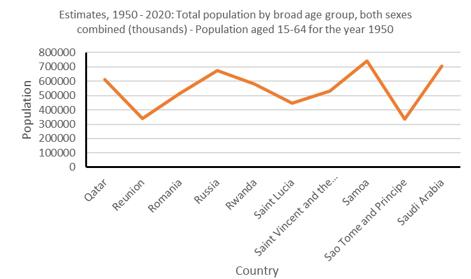 Estimates, 1950 - 2020: Total population by broad age group, both sexes
combined (thousands) - Population aged 15-64 for the year 1950
800000
700000
600000
500000
400000
300000
200000
100000
0
Population
Qatar
Reunion
Romania
Russia
Rwanda
Saint Lucia
Saint Vincent and the...
Samoa
Sao Tome and Principe
Saudi Arabia
Country